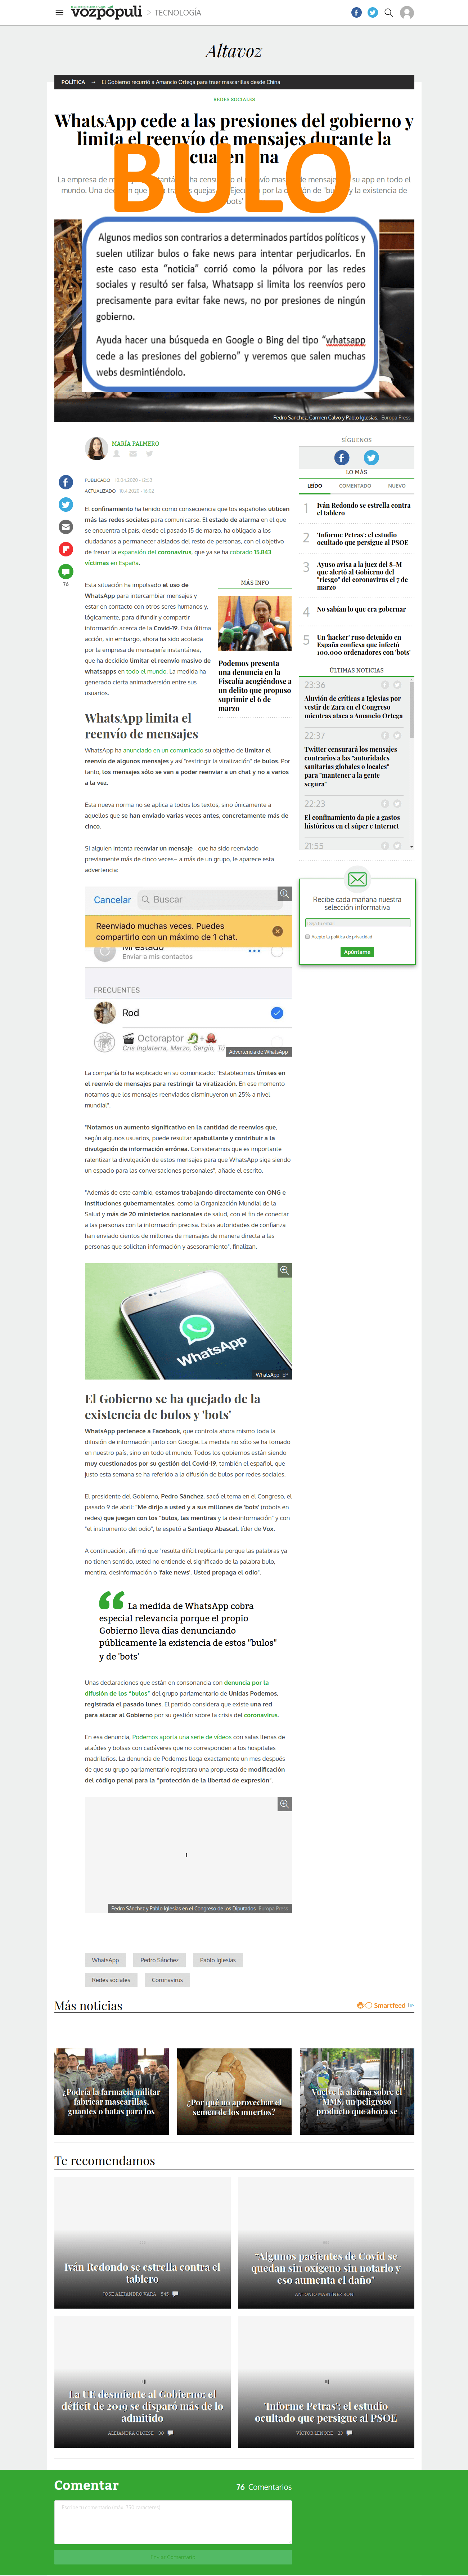 vozpópuli > TECNOLOGÍA
Altavoz
POLÍTICA → El Gobierno recurrió a Amancio Ortega para traer mascarillas desde China
REDES SOCIALES
WhatsApp cede a las presiones del gobierno y
limita el reenvío de mensajes durante la
cuarentena
BULO
Algunos medios son contrarios a determinados partidos políticos y
suelen utilizar bulos o fake news para intentar perjudicarlos. En
este caso esta “noticia” corrió como la pólvora por las redes
sociales y resultó ser falsa, Whatsapp si limita los reenvíos pero
precisamente para evitar fakes news, no por presiones de ningún
gobierno.
Ayuda hacer una búsqueda en Google o Bing del tipo “whatsapp
cede a las presiones del gobierno” y veremos que salen muchas
webs desmintiéndolo.
Pedro Sanchez, Carmen Calvo y Pablo Iglesias. Europa Press
MARÍA PALMERO
PUBLICADO 10.04.2020 - 12:53
ACTUALIZADO 10.4.2020 - 14:02
El confinamiento ha tenido como consecuencia que los españoles utilicen
más las redes sociales para comunicarse. El estado de alarma en el que
se encuentra el país, desde el pasado 15 de marzo, ha obligado a los
ciudadanos a permanecer aislados del resto de personas, con el objetivo
de frenar la expansión del coronavirus, que ya se ha cobrado 15.843
víctimas en España.
76
Esta situación ha impulsado el uso de
WhatsApp para intercambiar mensajes y
estar en contacto con otros seres humanos y,
lógicamente, para difundir y compartir
información acerca de la Covid-19. Esta última
acción, sin embargo, ahora ha sido acotada
por la empresa de mensajería instantánea,
que ha decidido limitar el reenvío masivo de
whatsapps en todo el mundo. La medida ha
generado cierta animadversión entre sus
usuarios.
MÁS INFO
Podemos presenta
una denuncia en la
Fiscalía acogiéndose a
un delito que propuso
suprimir el 6 de
marzo
WhatsApp limita el
reenvío de mensajes
WhatsApp ha anunciado en un comunicado su objetivo de limitar el
reenvío de algunos mensajes y así "restringir la viralización" de bulos. Por
tanto, los mensajes sólo se van a poder reenviar a un chat y no a varios
a la vez.
Esta nueva norma no se aplica a todos los textos, sino únicamente a
aquellos que se han enviado varias veces antes, concretamente más de
cinco.
Si alguien intenta reenviar un mensaje –que ha sido reenviado
previamente más de cinco veces– a más de un grupo, le aparece esta
advertencia:
Cancelar Buscar
Reenviado muchas veces. Puedes
compartirlo con un máximo de 1 chat.
Mi estado
Enviar a mis contactos
FRECUENTES
Rod
Octoraptor
Cris Inglaterra, Marzo, Sergio, Tú
Advertencia de WhatsApp
La compañía lo ha explicado en su comunicado: "Establecimos límites en
el reenvío de mensajes para restringir la viralización. En ese momento
notamos que los mensajes reenviados disminuyeron un 25% a nivel
mundial".
"Notamos un aumento significativo en la cantidad de reenvíos que,
según algunos usuarios, puede resultar apabullante y contribuir a la
divulgación de información errónea. Consideramos que es importante
ralentizar la divulgación de estos mensajes para que WhatsApp siga siendo
un espacio para las conversaciones personales", añade el escrito.
"Además de este cambio, estamos trabajando directamente con ONG e
instituciones gubernamentales, como la Organización Mundial de la
Salud y más de 20 ministerios nacionales de salud, con el fin de conectar
a las personas con la información precisa. Estas autoridades de confianza
han enviado cientos de millones de mensajes de manera directa a las
personas que solicitan información y asesoramiento", finalizan.
WhatsApp EP
El Gobierno se ha quejado de la
existencia de bulos y 'bots'
WhatsApp pertenece a Facebook, que controla ahora mismo toda la
difusión de información junto con Google. La medida no sólo se ha tomado
en nuestro país, sino en todo el mundo. Todos los gobiernos están siendo
muy cuestionados por su gestión del Covid-19, también el español, que
justo esta semana se ha referido a la difusión de bulos por redes sociales.
El presidente del Gobierno, Pedro Sánchez, sacó el tema en el Congreso, el
pasado 9 de abril: "Me dirijo a usted y a sus millones de 'bots' (robots en
redes) que juegan con los "bulos, las mentiras y la desinformación" y con
"el instrumento del odio", le espetó a Santiago Abascal, líder de Vox.
A continuación, afirmó que "resulta difícil replicarle porque las palabras ya
no tienen sentido, usted no entiende el significado de la palabra bulo,
mentira, desinformación o 'fake news'. Usted propaga el odio".
La medida de WhatsApp cobra
especial relevancia porque el propio
Gobierno lleva días denunciando
públicamente la existencia de estos "bulos"
y de 'bots'
Unas declaraciones que están en consonancia con denuncia por la
difusión de los "bulos" del grupo parlamentario de Unidas Podemos,
registrada el pasado lunes. El partido considera que existe una red
para atacar al Gobierno por su gestión sobre la crisis del coronavirus.
En esa denuncia, Podemos aporta una serie de vídeos con salas llenas de
ataúdes y bolsas con cadáveres que no corresponden a los hospitales
madrileños. La denuncia de Podemos llega exactamente un mes después
de que su grupo parlamentario registrara una propuesta de modificación
del código penal para la "protección de la libertad de expresión".
Pedro Sánchez y Pablo Iglesias en el Congreso de los Diputados Europa Press
WhatsApp Pedro Sánchez Pablo Iglesias
Redes sociales Coronavirus
SÍGUENOS
LO MÁS
LEÍDO COMENTADO NUEVO
1 Iván Redondo se estrella contra
el tablero
2 'Informe Petras': el estudio
ocultado que persigue al PSOE
3 Ayuso avisa a la juez del 8-M
que alertó al Gobierno del
"riesgo" del coronavirus el 7 de
marzo
4 No sabían lo que era gobernar
5 Un 'hacker' ruso detenido en
España confiesa que infectó
100.000 ordenadores con 'bots'
ÚLTIMAS NOTICIAS
23:36
Aluvión de críticas a Iglesias por
vestir de Zara en el Congreso
mientras ataca a Amancio Ortega
22:37
Twitter censurará los mensajes
contrarios a las "autoridades
sanitarias globales o locales"
para "mantener a la gente
segura"
22:23
El confinamiento da pie a gastos
históricos en el súper e Internet
21:55
Recibe cada mañana nuestra
selección informativa
Deja tu email
Acepto la política de privacidad
Apúntame
Más noticias
Smartfeed
¿Podría la farmacia militar
fabricar mascarillas,
guantes o batas para los
¿Por qué no aprovechar el
semen de los muertos?
Vuelve la alarma sobre el
MMS, un peligroso
producto que ahora se
Te recomendamos
Iván Redondo se estrella contra el
tablero
JOSE ALEJANDRO VARA 545
"Algunos pacientes de Covid se
quedan sin oxígeno sin notarlo y
eso aumenta el daño"
ANTONIO MARTÍNEZ RON
La UE desmiente al Gobierno: el
déficit de 2019 se disparó más de lo
admitido
ALEJANDRA OLCESE 30
'Informe Petras': el estudio
ocultado que persigue al PSOE
VÍCTOR LENORE 23
Comentar
76 Comentarios
Enviar Comentario